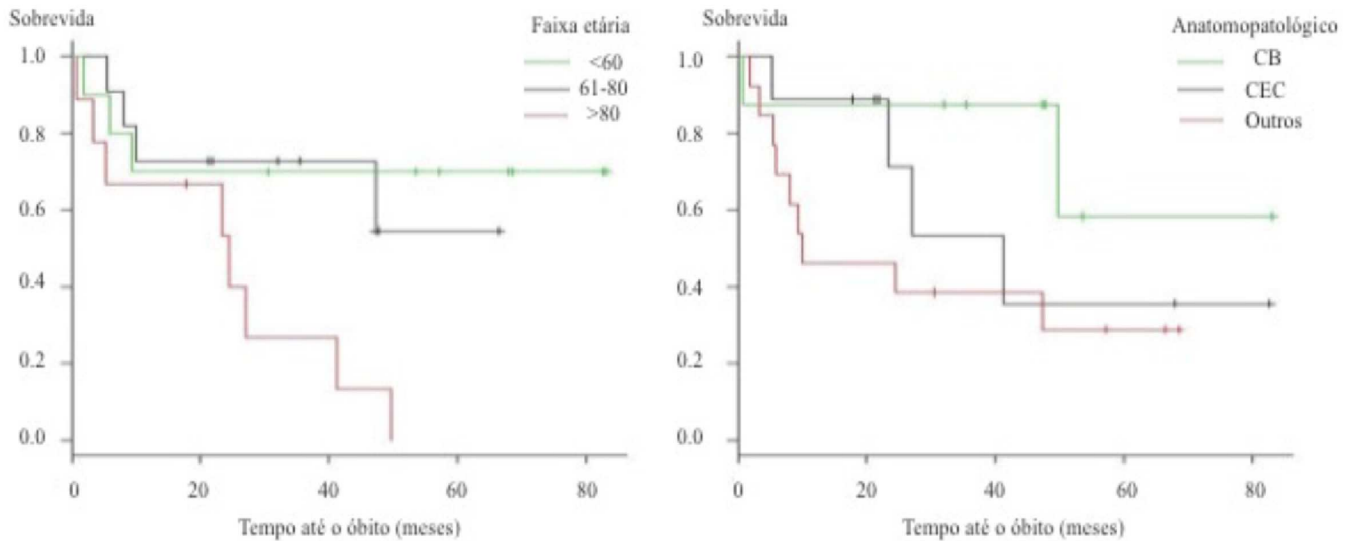 Sobrevida
Faixa etária
<60
61-80
>80
1.0
0.8
0.6
0.4
0.2
0.0
0 20 40 60 80
Tempo até o óbito (meses)
Sobrevida
Anatomopatológico
CB
CEC
Outros
1.0
0.8
0.6
0.4
0.2
0.0
0 20 40 60 80
Tempo até o óbito (meses)